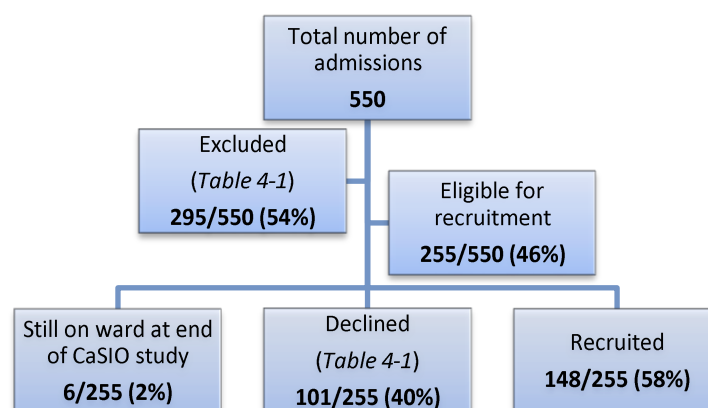 Total number of
admissions
550
Excluded
(Table 4-1)
295/550 (54%)
Eligible for
recruitment
255/550 (46%)
Still on ward at end
of CaSIO study
6/255 (2%)
Declined
(Table 4-1)
101/255 (40%)
Recruited
148/255 (58%)